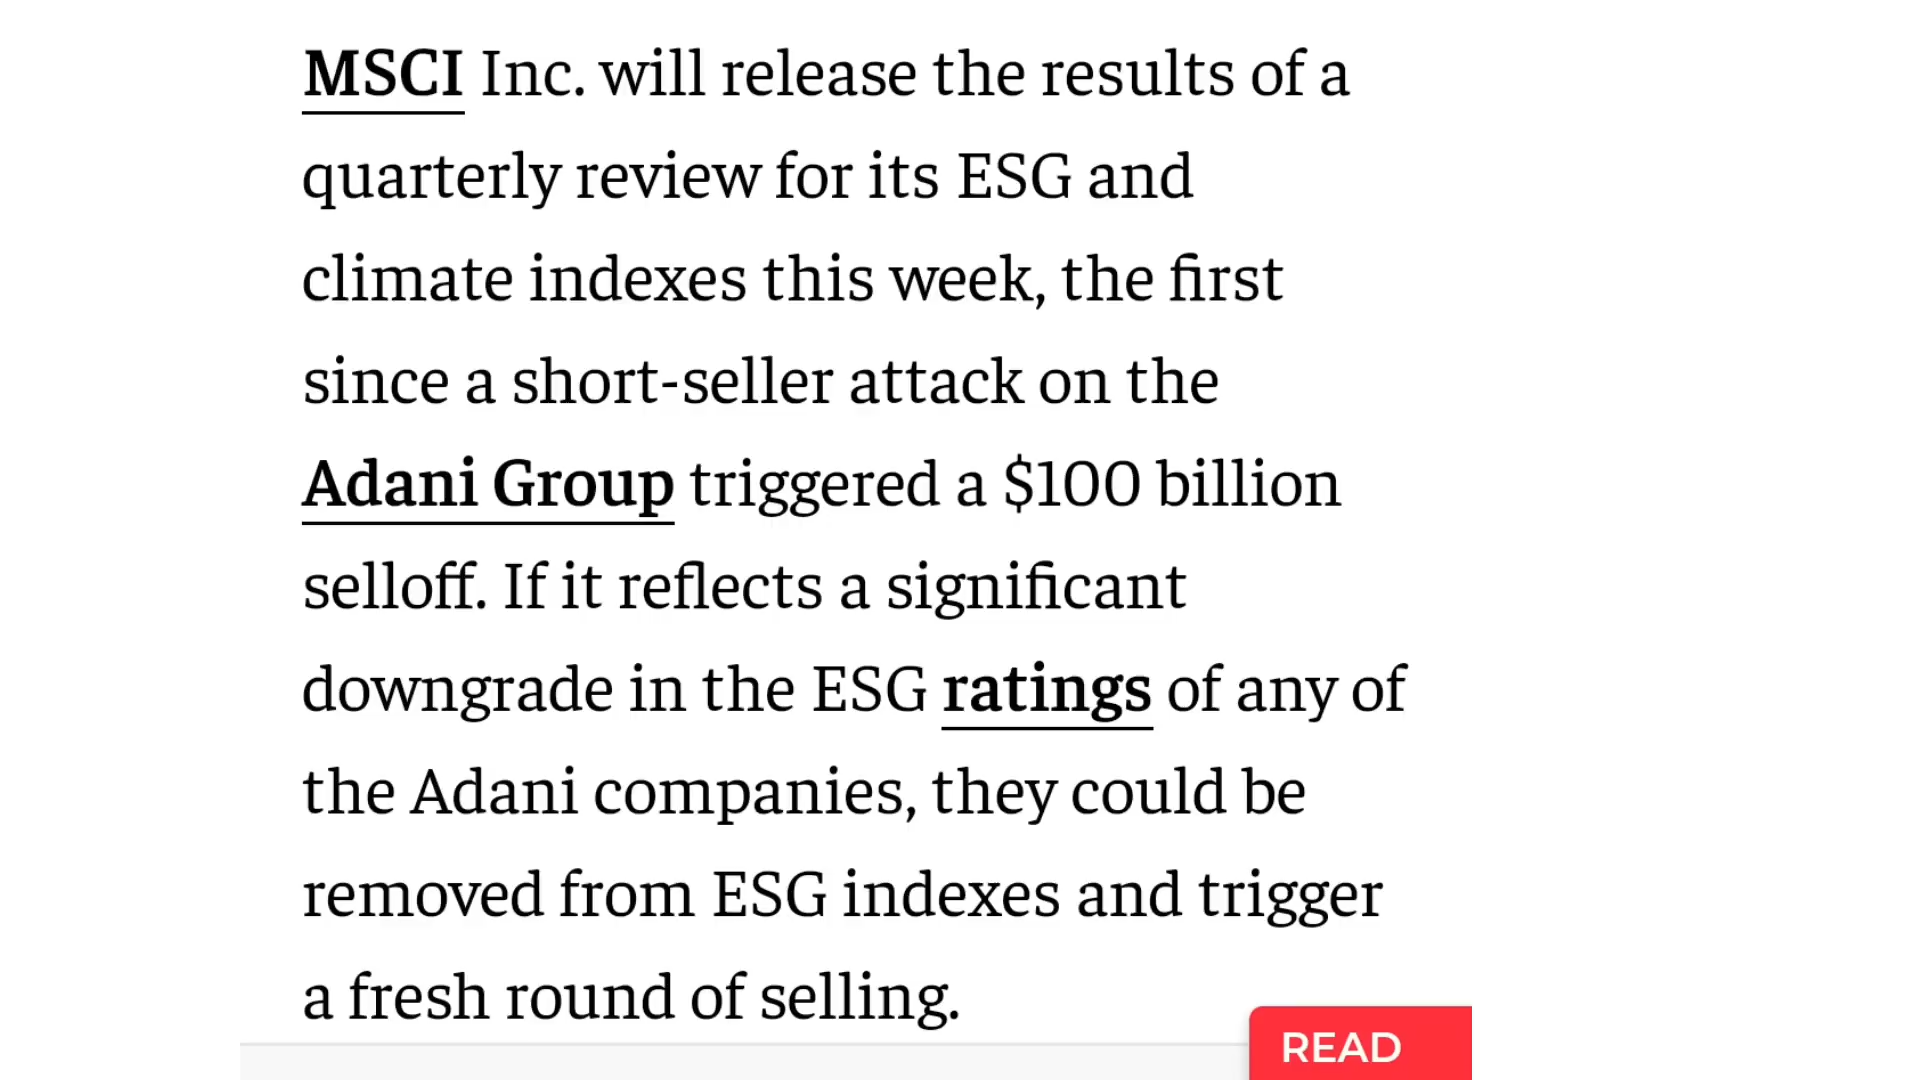 MSCI Inc. will release the results of a
quarterly review for its ESG and
climate indexes this week, the first
since a short-seller attack on the
Adani Group triggered a $100 billion
selloff. If it reflects a significant
downgrade in the ESG ratings of any of
the Adani companies, they could be
removed from ESG indexes and trigger
a fresh round of selling.
READ